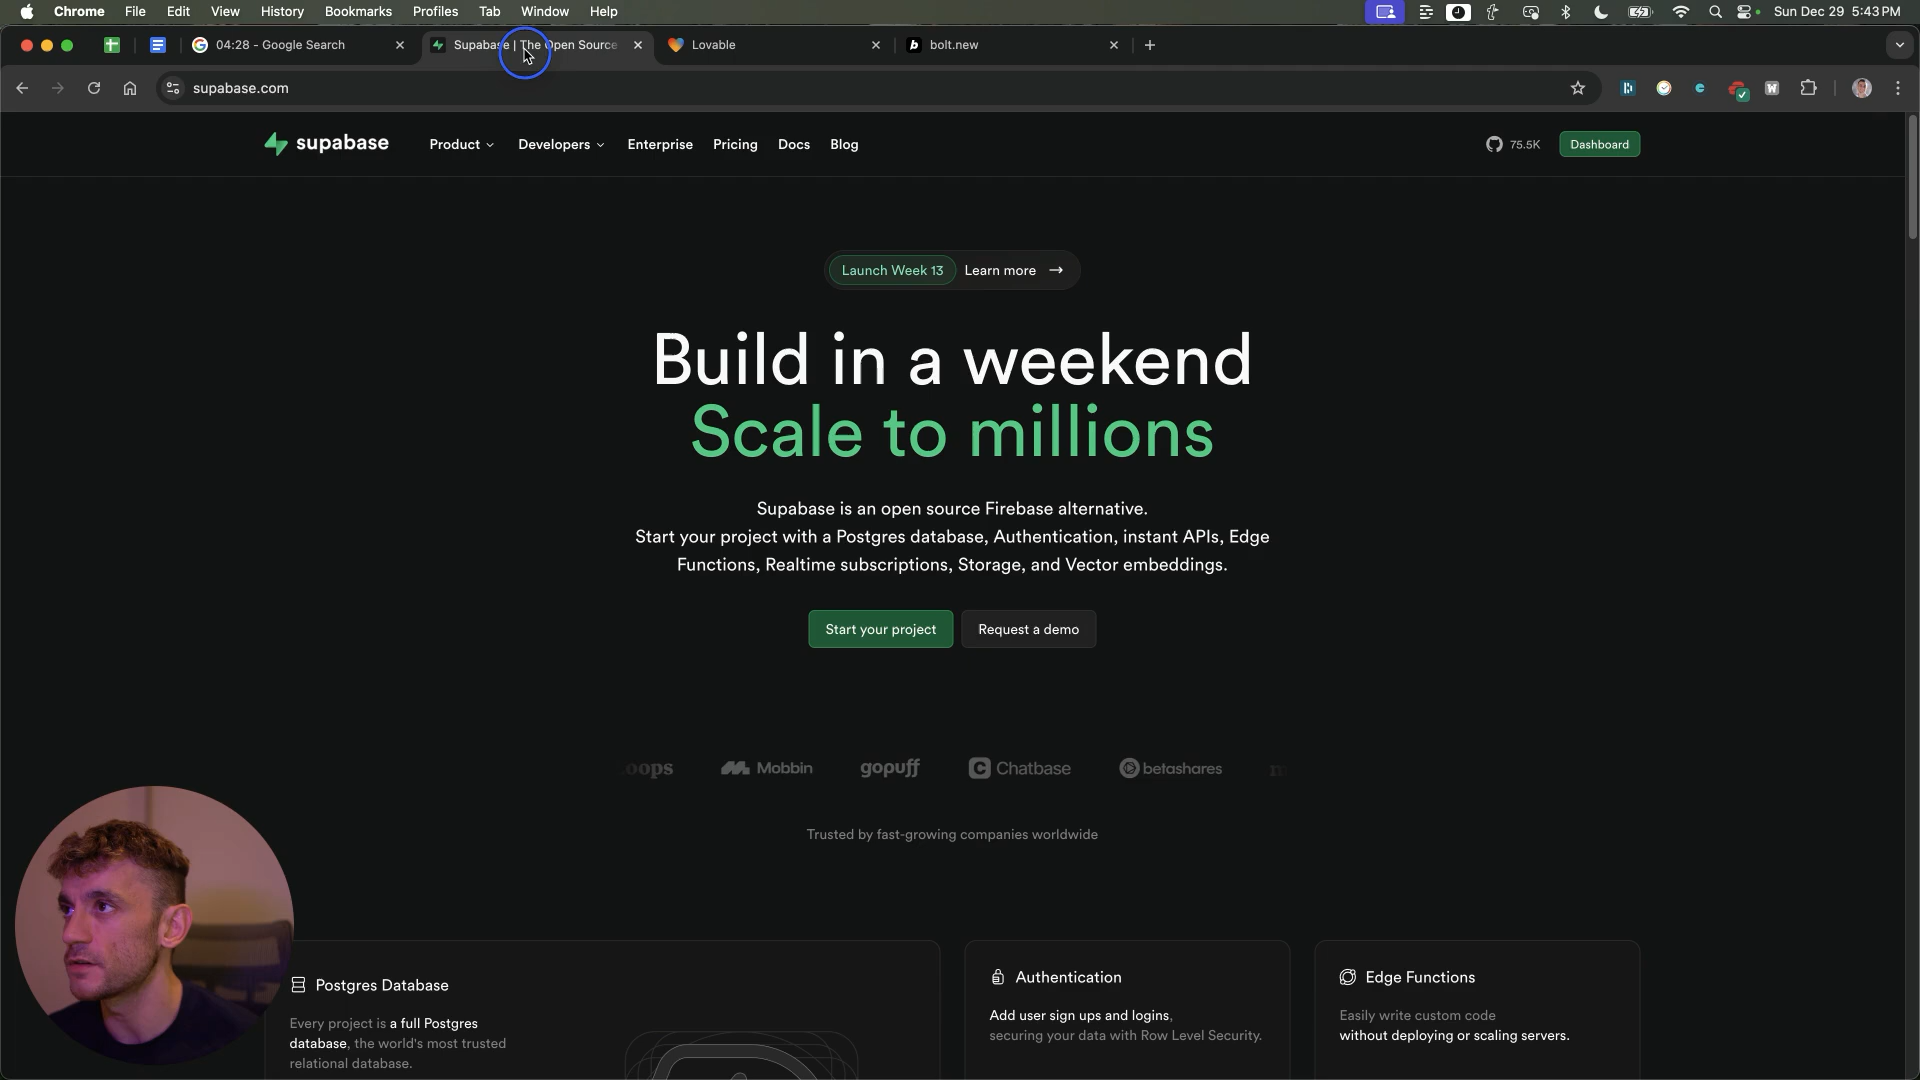 Chrome File Edit View History Bookmarks Profiles Tab Window Help Sun Dec 29 5:43 PM
04:28 - Google Search Supabase | The Open Source Lovable bolt.new
supabase.com
supabase Product Developers Enterprise Pricing Docs Blog 75.5K Dashboard
Launch Week 13 Learn more →
Build in a weekend
Scale to millions
Supabase is an open source Firebase alternative.
Start your project with a Postgres database, Authentication, instant APIs, Edge
Functions, Realtime subscriptions, Storage, and Vector embeddings.
Start your project Request a demo
oops Mobbin gopuff Chatbase betashares
Trusted by fast-growing companies worldwide
Postgres Database
Every project is a full Postgres
database, the world's most trusted
relational database.
Authentication
Add user sign ups and logins,
securing your data with Row Level Security.
Edge Functions
Easily write custom code
without deploying or scaling servers.